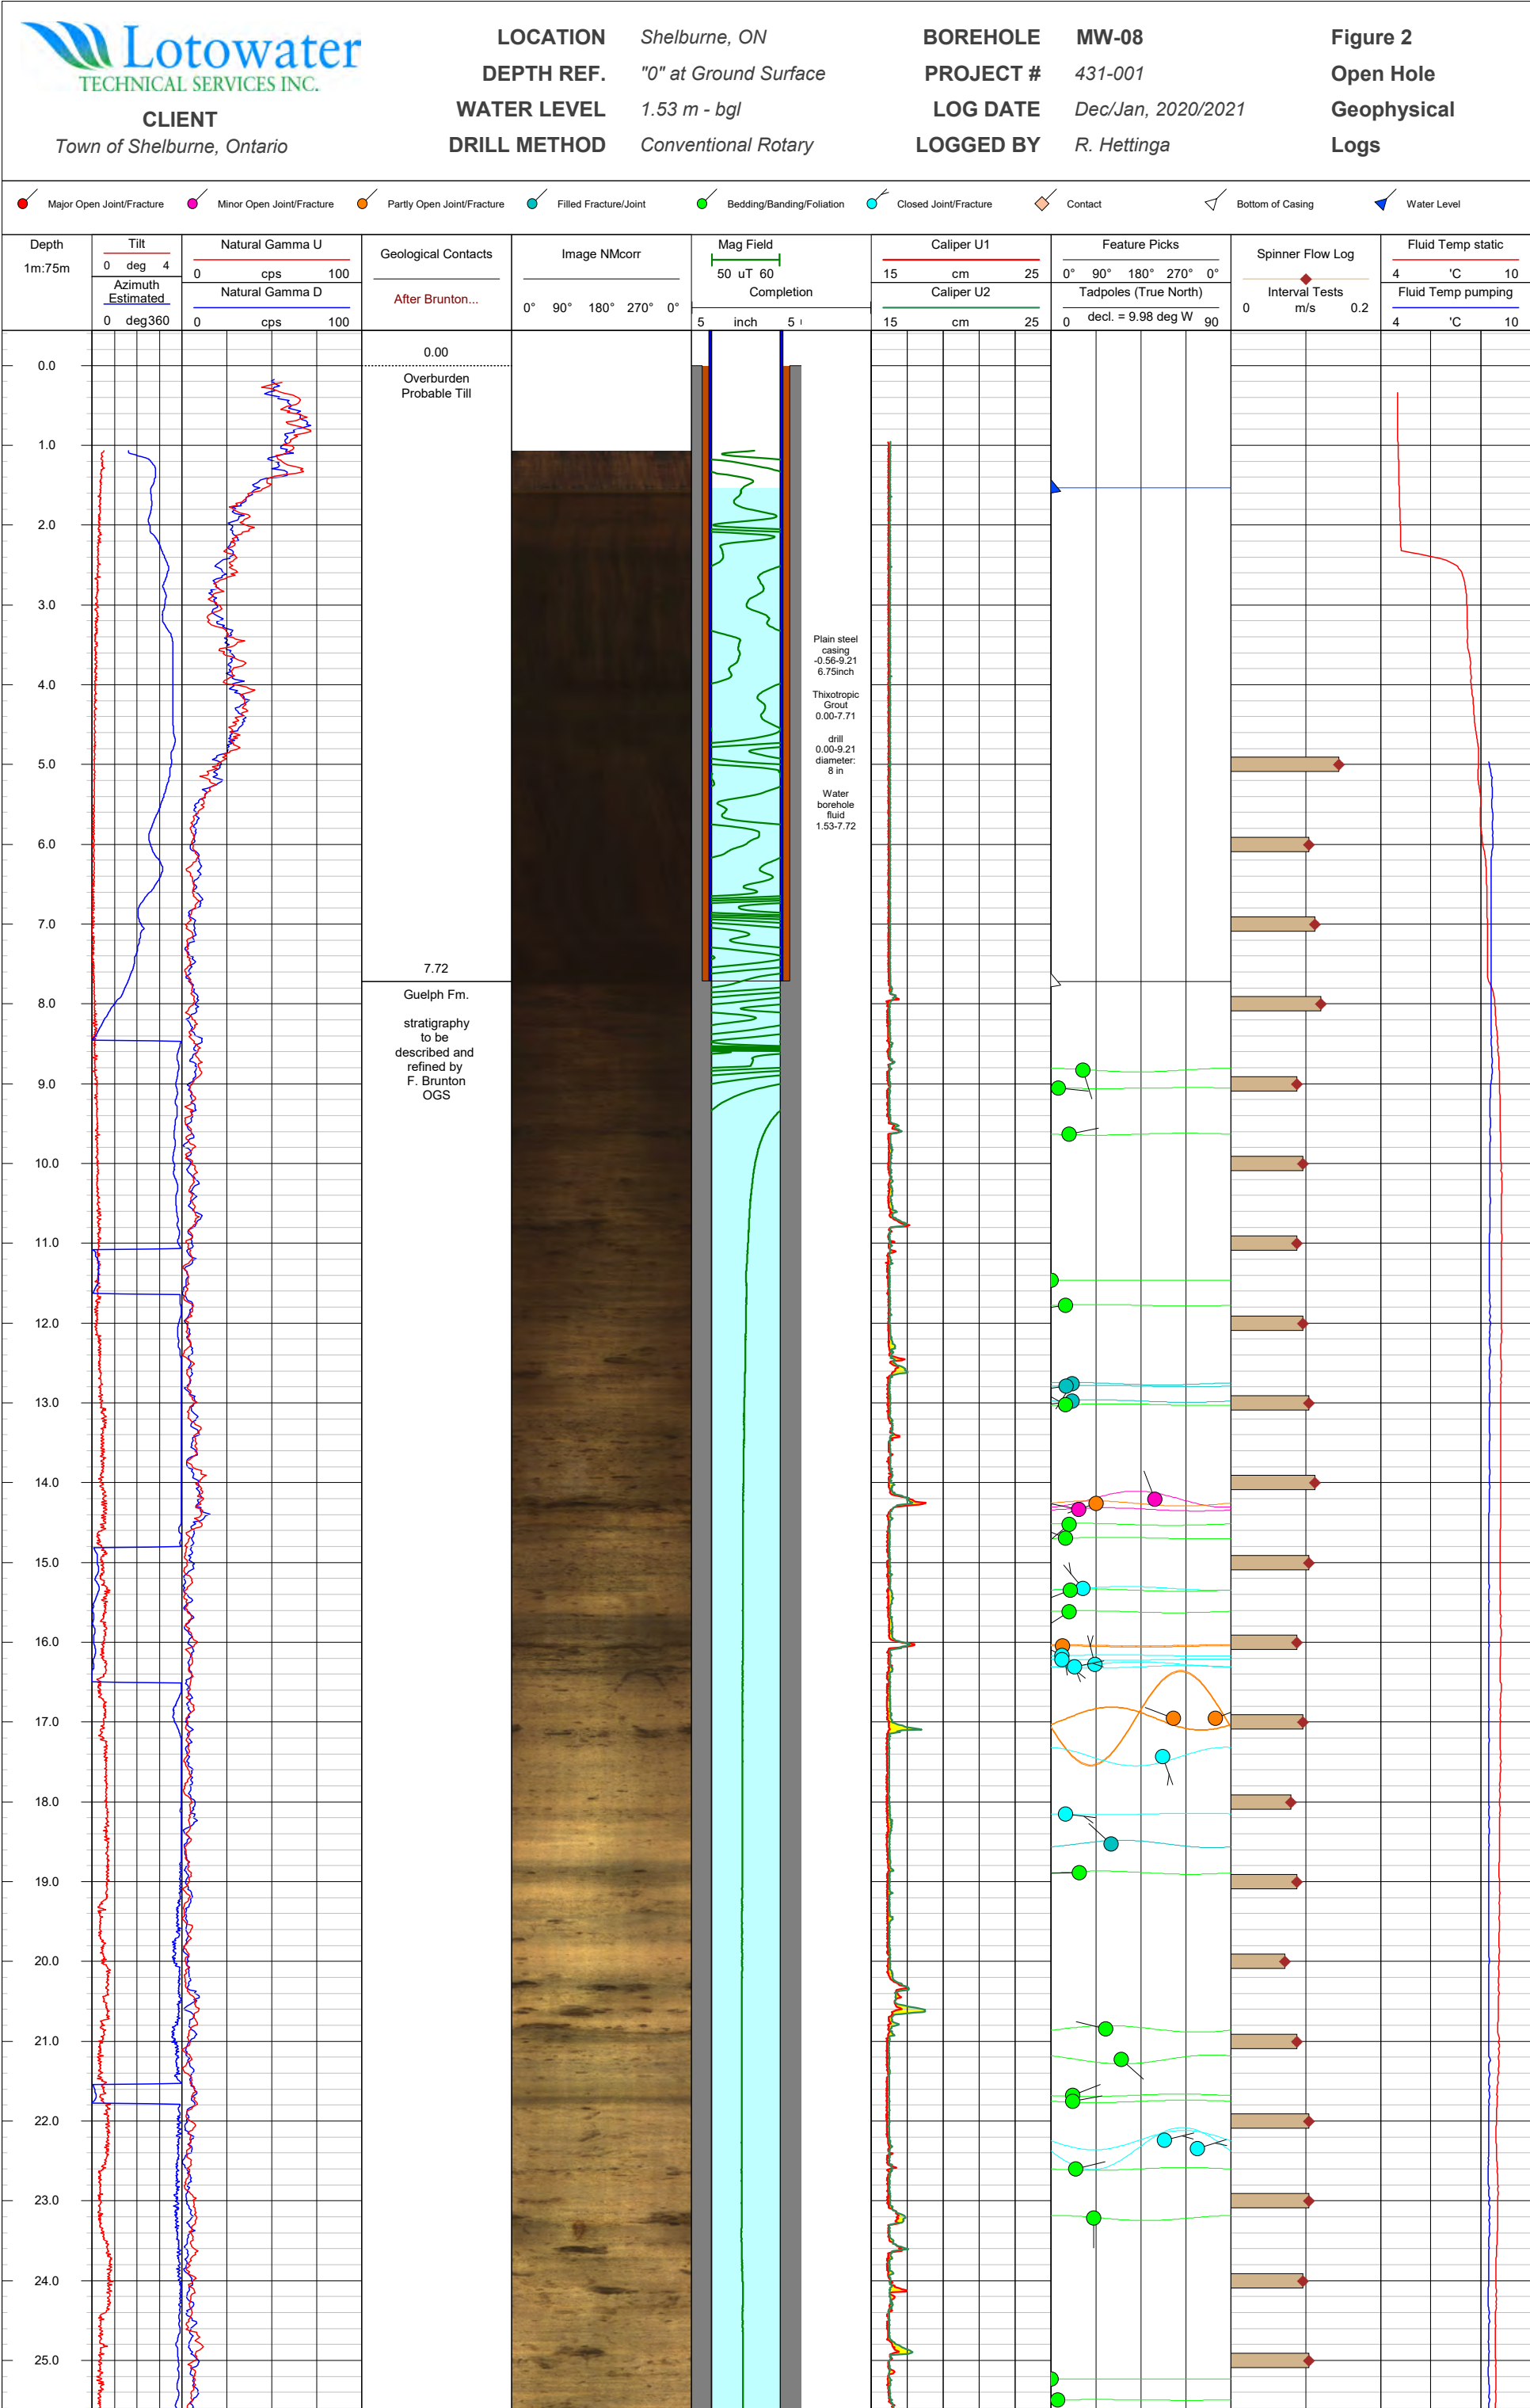 Lotowater
TECHNICAL SERVICES INC.
CLIENT
Town of Shelburne, Ontario
LOCATION Shelburne, ON
DEPTH REF. "0" at Ground Surface
WATER LEVEL 1.53 m - bgl
DRILL METHOD Conventional Rotary
BOREHOLE MW-08
PROJECT # 431-001
LOG DATE Dec/Jan, 2020/2021
LOGGED BY R. Hettinga
Figure 2
Open Hole
Geophysical
Logs
Major Open Joint/Fracture
Minor Open Joint/Fracture
Partly Open Joint/Fracture
Filled Fracture/Joint
Bedding/Banding/Foliation
Closed Joint/Fracture
Contact
Bottom of Casing
Water Level
Depth
1m:75m
Tilt
0 deg 4
Azimuth
Estimated
0 deg 360
Natural Gamma U
0 cps 100
Natural Gamma D
0 cps 100
Geological Contacts
After Brunton...
Image NMcorr
0° 90° 180° 270° 0°
Mag Field
50 uT 60
Completion
5 inch 5
Caliper U1
15 cm 25
Caliper U2
15 cm 25
Feature Picks
0° 90° 180° 270° 0°
Tadpoles (True North)
decl. = 9.98 deg W
0 90
Spinner Flow Log
Interval Tests
0 m/s 0.2
Fluid Temp static
4 'C 10
Fluid Temp pumping
4 'C 10
0.0
1.0
2.0
3.0
4.0
5.0
6.0
7.0
8.0
9.0
10.0
11.0
12.0
13.0
14.0
15.0
16.0
17.0
18.0
19.0
20.0
21.0
22.0
23.0
24.0
25.0
0.00
Overburden
Probable Till
7.72
Guelph Fm.
stratigraphy
to be
described and
refined by
F. Brunton
OGS
Plain steel
casing
-0.56-9.21
6.75inch
Thixotropic
Grout
0.00-7.71
drill
0.00-9.21
diameter:
8 in
Water
borehole
fluid
1.53-7.72